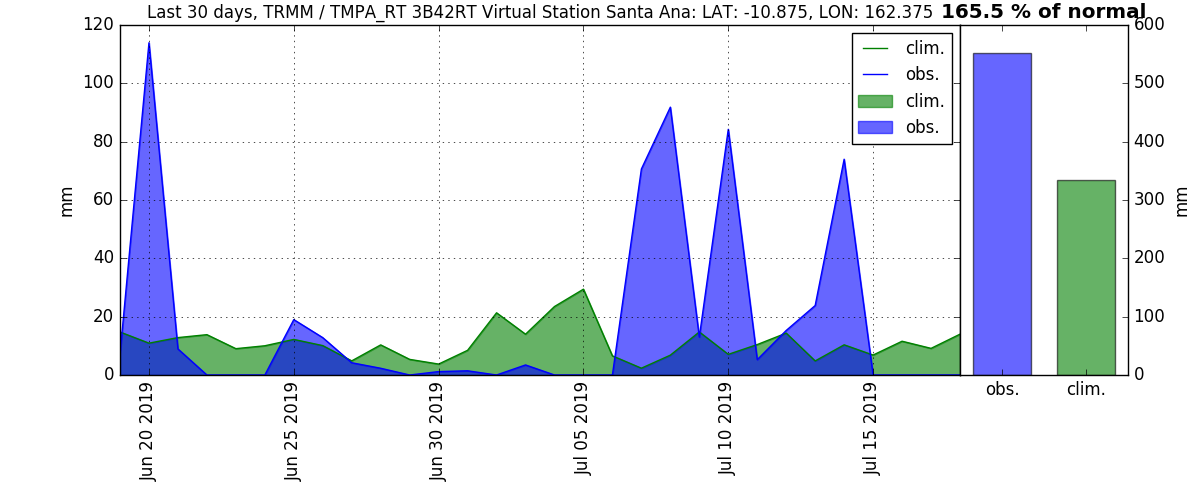 Last 30 days, TRMM / TMPA_RT 3B42RT Virtual Station Santa Ana: LAT: -10.875, LON: 162.375 165.5 % of normal
120
100
80
60
40
20
0
mm
clim.
obs.
clim.
obs.
Jun 20 2019
Jun 25 2019
Jun 30 2019
Jul 05 2019
Jul 10 2019
Jul 15 2019
600
500
400
300
200
100
0
mm
obs. clim.